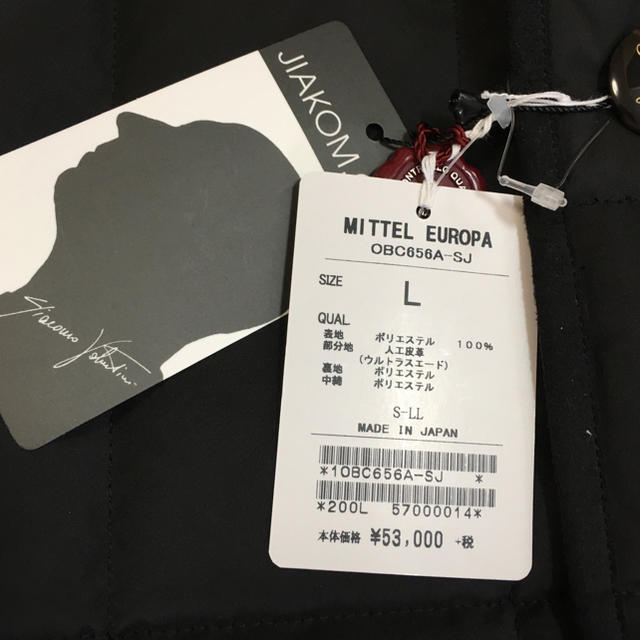 JIAKOM
MITTEL EUROPA
OBC656A-SJ
SIZE L
QUAL
表地 ポリエステル 100%
部分地 人工皮革
(ウルトラスエード)
裏地 ポリエステル
中綿 ポリエステル
S-LL
MADE IN JAPAN
*10BC656A-SJ *
*200L 57000014*
本体価格 ¥53,000 +税